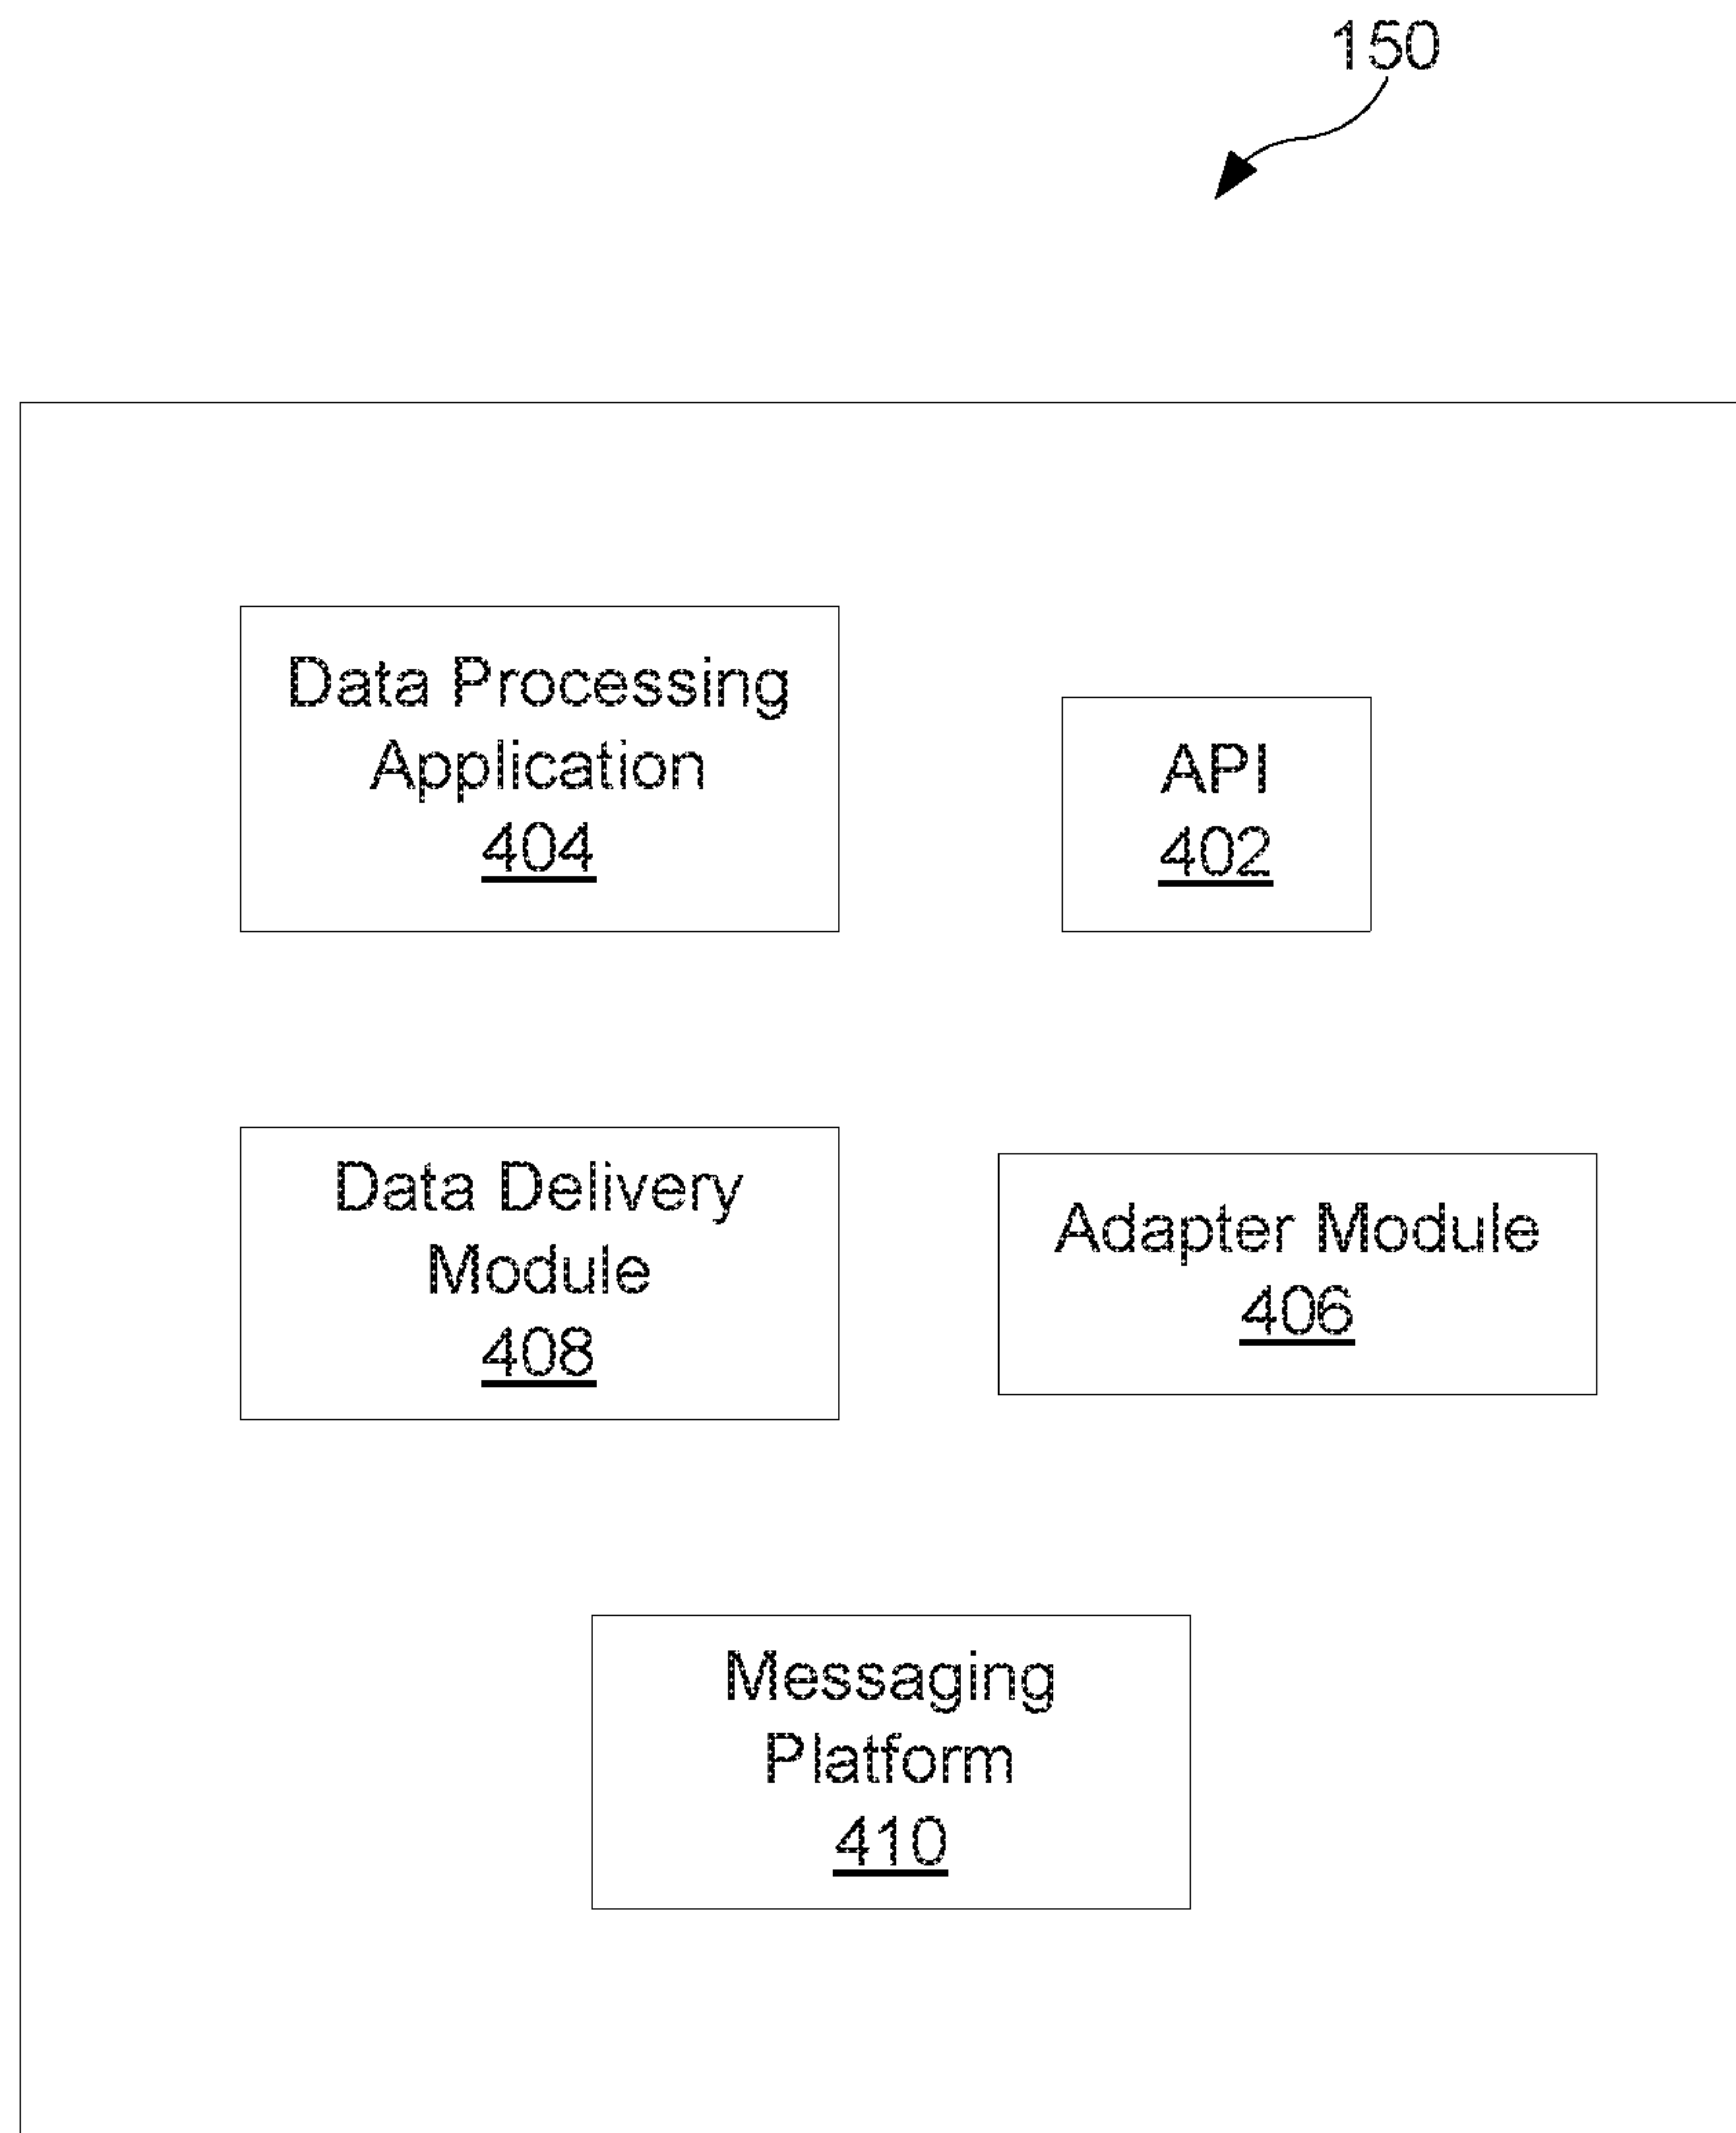 150
Data Processing
Application
404
API
402
Data Delivery
Module
408
Adapter Module
406
Messaging
Platform
410